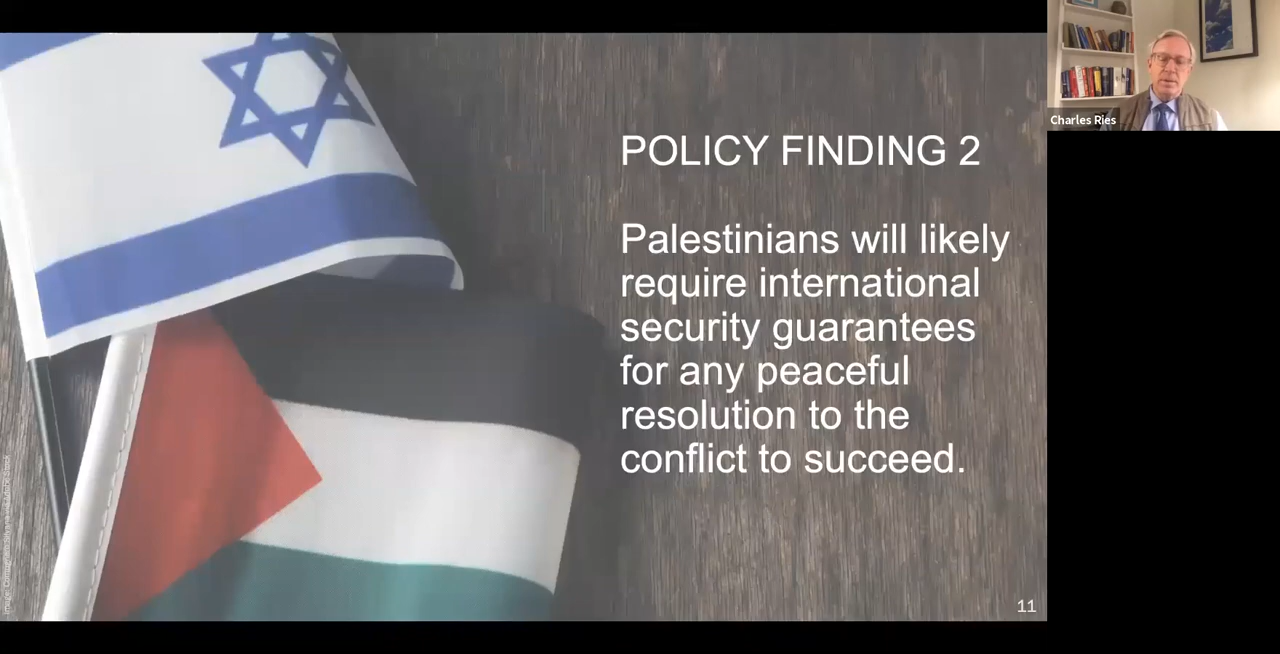 POLICY FINDING 2
Palestinians will likely
require international
security guarantees
for any peaceful
resolution to the
conflict to succeed.
11
Charles Ries